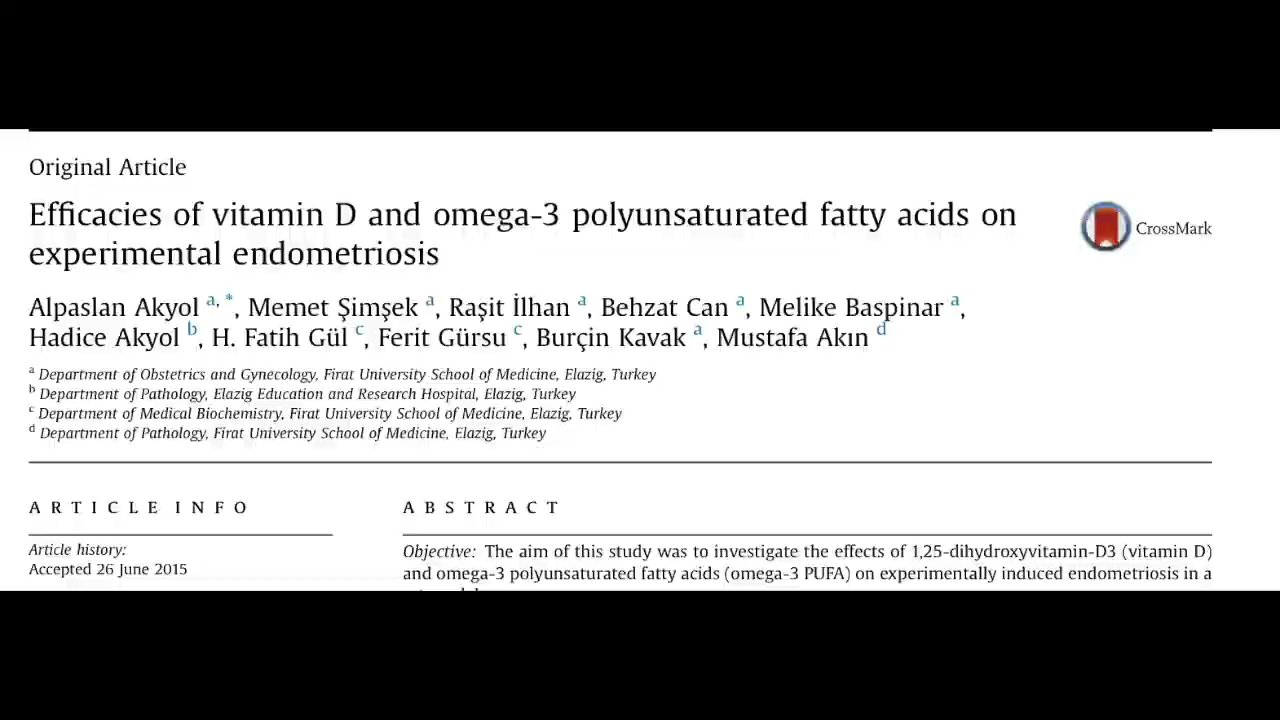 Original Article
Efficacies of vitamin D and omega-3 polyunsaturated fatty acids on
experimental endometriosis
CrossMark
Alpaslan Akyol a, *, Memet Şimşek a, Raşit İlhan a, Behzat Can a, Melike Baspinar a,
Hadice Akyol b, H. Fatih Gül c, Ferit Gürsu c, Burçin Kavak a, Mustafa Akın d
a Department of Obstetrics and Gynecology, Firat University School of Medicine, Elazig, Turkey
b Department of Pathology, Elazig Education and Research Hospital, Elazig, Turkey
c Department of Medical Biochemistry, Firat University School of Medicine, Elazig, Turkey
d Department of Pathology, Firat University School of Medicine, Elazig, Turkey
ARTICLE INFO
Article history:
Accepted 26 June 2015
ABSTRACT
Objective: The aim of this study was to investigate the effects of 1,25-dihydroxyvitamin-D3 (vitamin D)
and omega-3 polyunsaturated fatty acids (omega-3 PUFA) on experimentally induced endometriosis in a